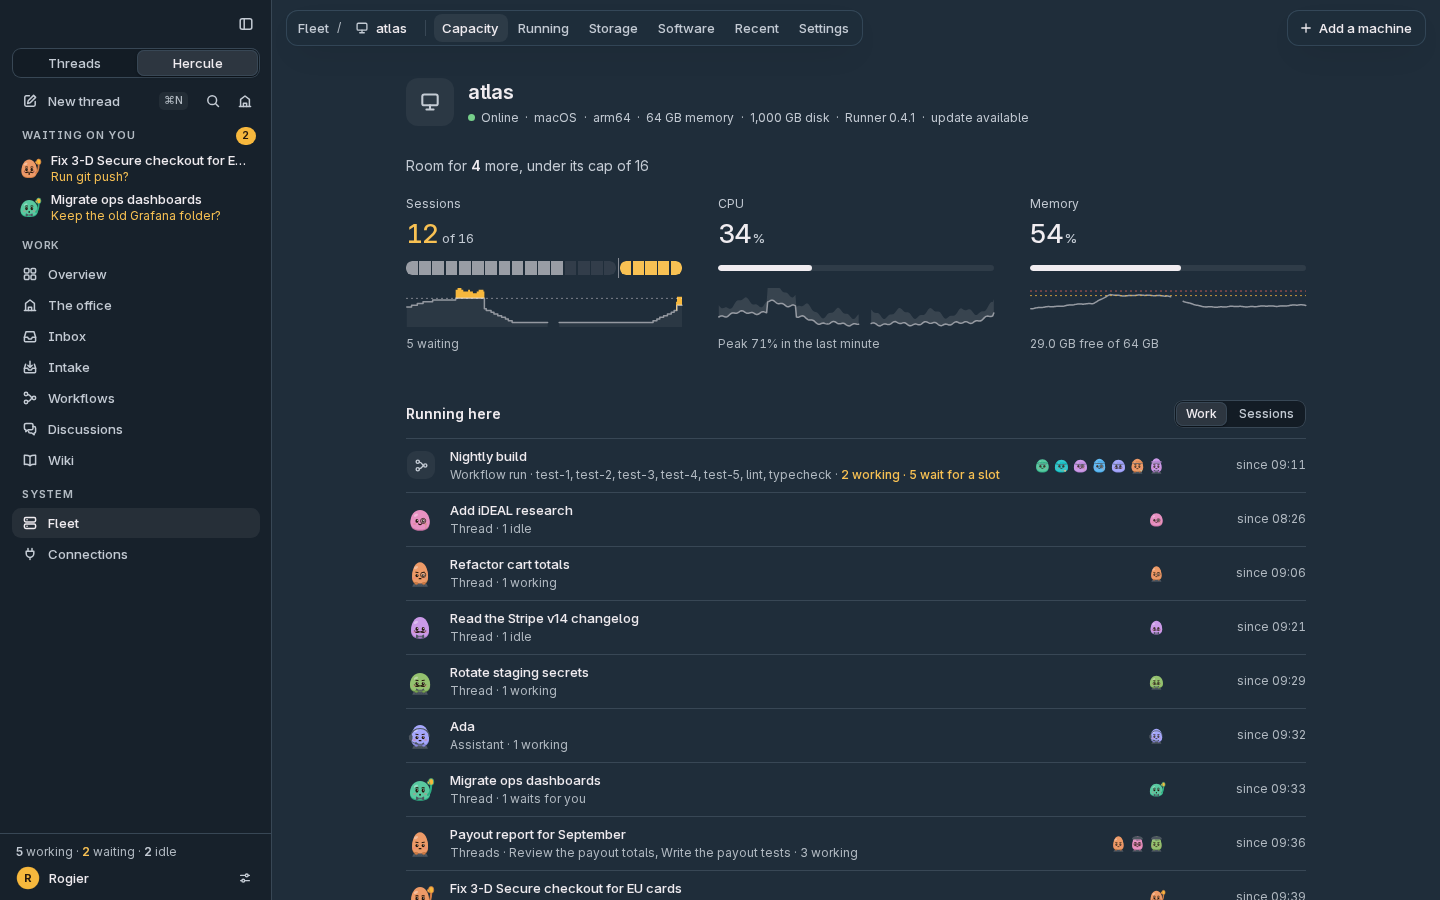 Threads
Hercule
New thread
⌘N
WAITING ON YOU
2
Fix 3-D Secure checkout for E…
Run git push?
Migrate ops dashboards
Keep the old Grafana folder?
WORK
Overview
The office
Inbox
Intake
Workflows
Discussions
Wiki
SYSTEM
Fleet
Connections
5 working · 2 waiting · 2 idle
R
Rogier
Fleet / atlas
Capacity
Running
Storage
Software
Recent
Settings
Add a machine
atlas
Online · macOS · arm64 · 64 GB memory · 1,000 GB disk · Runner 0.4.1 · update available
Room for 4 more, under its cap of 16
Sessions
12 of 16
5 waiting
CPU
34%
Peak 71% in the last minute
Memory
54%
29.0 GB free of 64 GB
Running here
Work
Sessions
Nightly build
Workflow run · test-1, test-2, test-3, test-4, test-5, lint, typecheck · 2 working · 5 wait for a slot
since 09:11
Add iDEAL research
Thread · 1 idle
since 08:26
Refactor cart totals
Thread · 1 working
since 09:06
Read the Stripe v14 changelog
Thread · 1 idle
since 09:21
Rotate staging secrets
Thread · 1 working
since 09:29
Ada
Assistant · 1 working
since 09:32
Migrate ops dashboards
Thread · 1 waits for you
since 09:33
Payout report for September
Threads · Review the payout totals, Write the payout tests · 3 working
since 09:36
Fix 3-D Secure checkout for EU cards
since 09:39